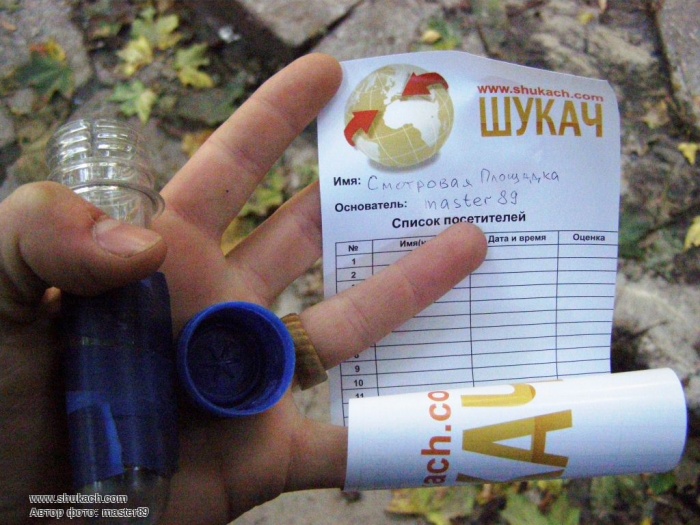 www.shukach.com
ШУКАЧ
Имя: Смотровая Площадка
Основатель: master89
Список посетителей
№ Дата и время Оценка
1
2
8
9
10
11
www.shukach.com
Автор фото: master89